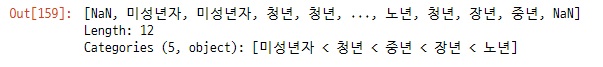 Out[159]: [NaN, 미성년자, 미성년자, 청년, 청년, ..., 노년, 청년, 장년, 중년, NaN]
Length: 12
Categories (5, object): [미성년자 < 청년 < 중년 < 장년 < 노년]